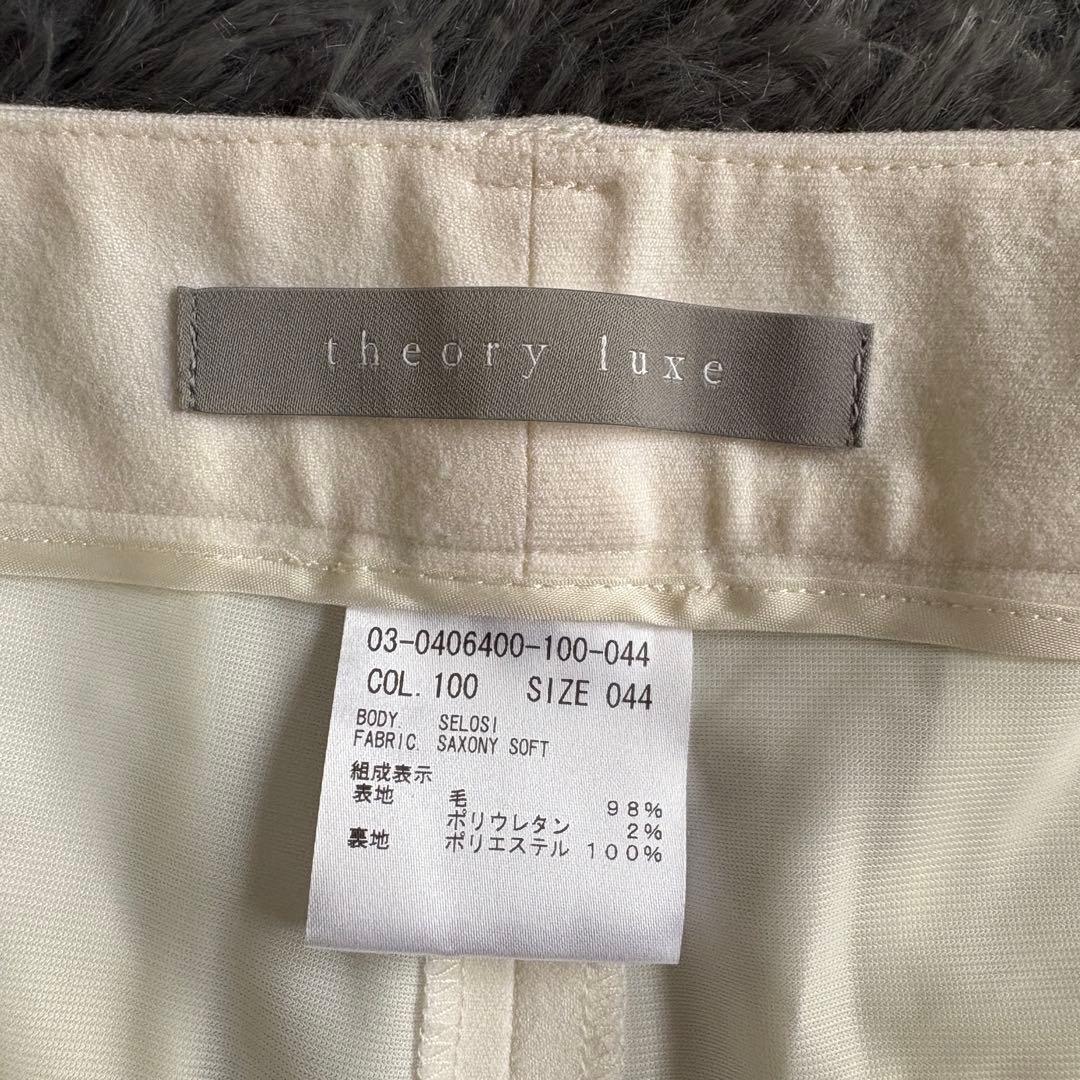 theory luxe
03-0406400-100-044
COL. 100 SIZE 044
BODY. SELOSI
FABRIC. SAXONY SOFT
組成表示
表地 毛 98%
ポリウレタン 2%
裏地 ポリエステル 100%